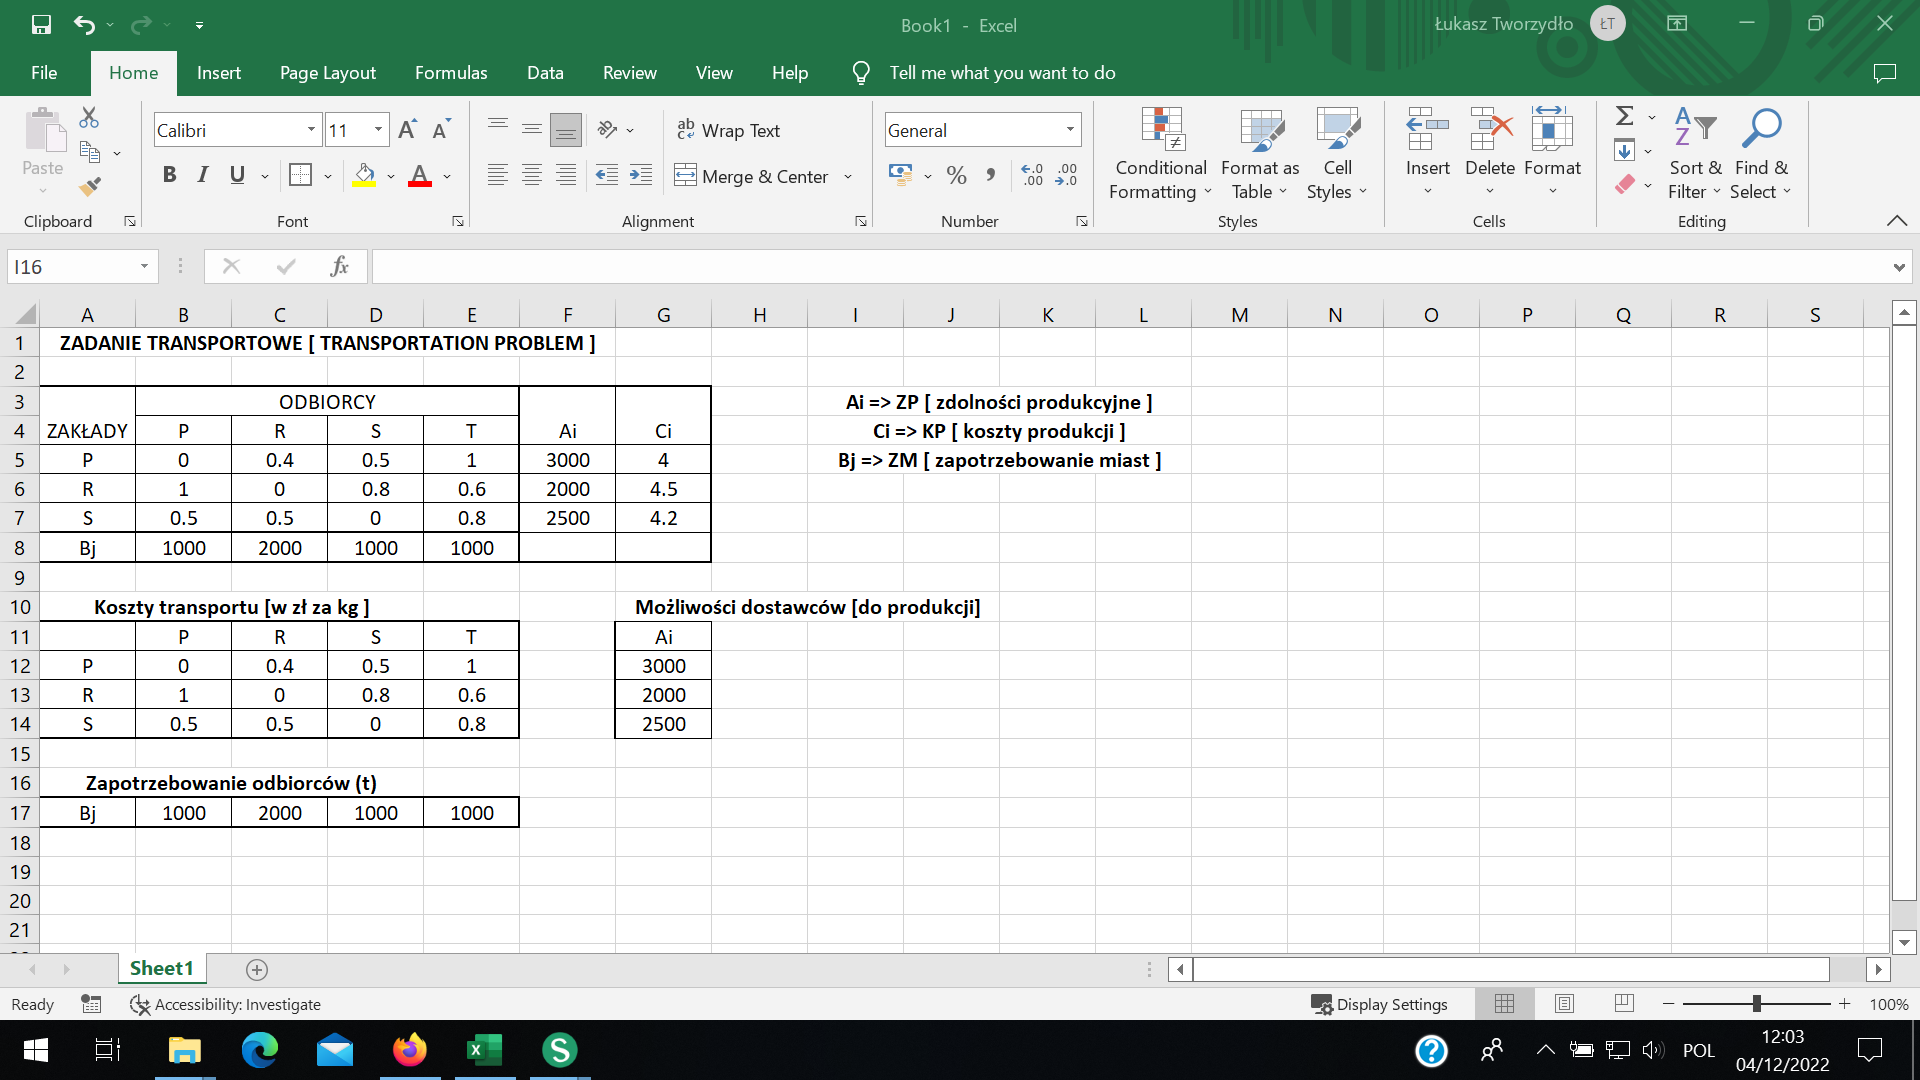 Book1 - Excel
Łukasz Tworzydło ŁT
File Home Insert Page Layout Formulas Data Review View Help Tell me what you want to do
Paste
Clipboard
Calibri 11
B I U
Font
Wrap Text
Merge & Center
Alignment
General
Number
Conditional Formatting
Format as Table
Cell Styles
Styles
Insert Delete Format
Cells
Sort & Filter
Find & Select
Editing
I16 fx
A B C D E F G H I J K L M N O P Q R S
1 ZADANIE TRANSPORTOWE [ TRANSPORTATION PROBLEM ]
2
3 ODBIORCY Ai => ZP [ zdolności produkcyjne ]
4 ZAKŁADY P R S T Ai Ci Ci => KP [ koszty produkcji ]
5 P 0 0.4 0.5 1 3000 4 Bj => ZM [ zapotrzebowanie miast ]
6 R 1 0 0.8 0.6 2000 4.5
7 S 0.5 0.5 0 0.8 2500 4.2
8 Bj 1000 2000 1000 1000
9
10 Koszty transportu [w zł za kg ] Możliwości dostawców [do produkcji]
11 P R S T Ai
12 P 0 0.4 0.5 1 3000
13 R 1 0 0.8 0.6 2000
14 S 0.5 0.5 0 0.8 2500
15
16 Zapotrzebowanie odbiorców (t)
17 Bj 1000 2000 1000 1000
18
19
20
21
Sheet1
Ready Accessibility: Investigate Display Settings 100%
POL 12:03
04/12/2022